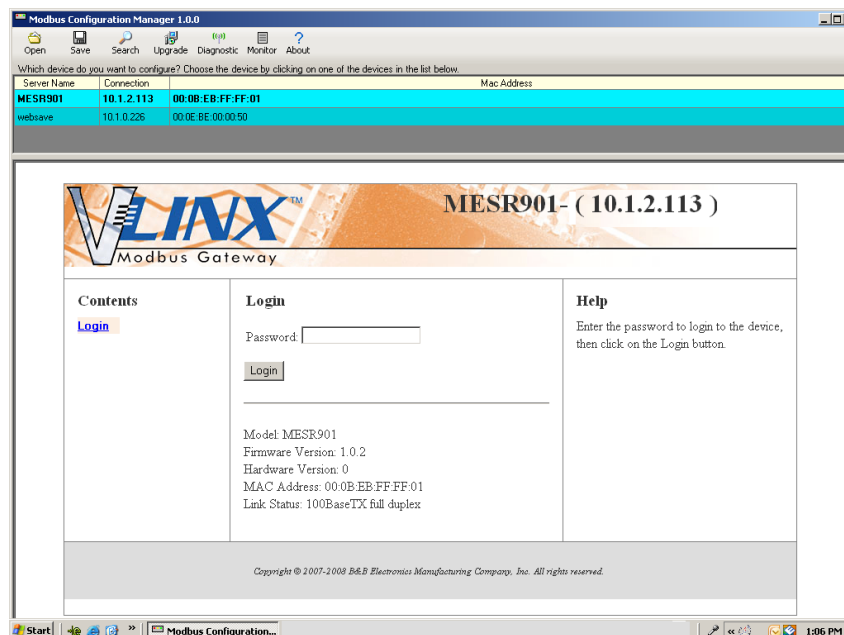 Modbus Configuration Manager 1.0.0
Open Save Search Upgrade Diagnostic Monitor About
Which device do you want to configure? Choose the device by clicking on one of the devices in the list below.
Server Name Connection Mac Address
MESR901 10.1.2.113 00:0B:EB:FF:FF:01
websave 10.1.0.226 00:0E:BE:00:00:50
VLINX™
Modbus Gateway
MESR901- ( 10.1.2.113 )
Contents
Login
Login
Password:
Login
Model: MESR901
Firmware Version: 1.0.2
Hardware Version: 0
MAC Address: 00:0B:EB:FF:FF:01
Link Status: 100BaseTX full duplex
Help
Enter the password to login to the device,
then click on the Login button.
Copyright © 2007-2008 B&B Electronics Manufacturing Company, Inc. All rights reserved.
Start » Modbus Configuration... « 1:06 PM